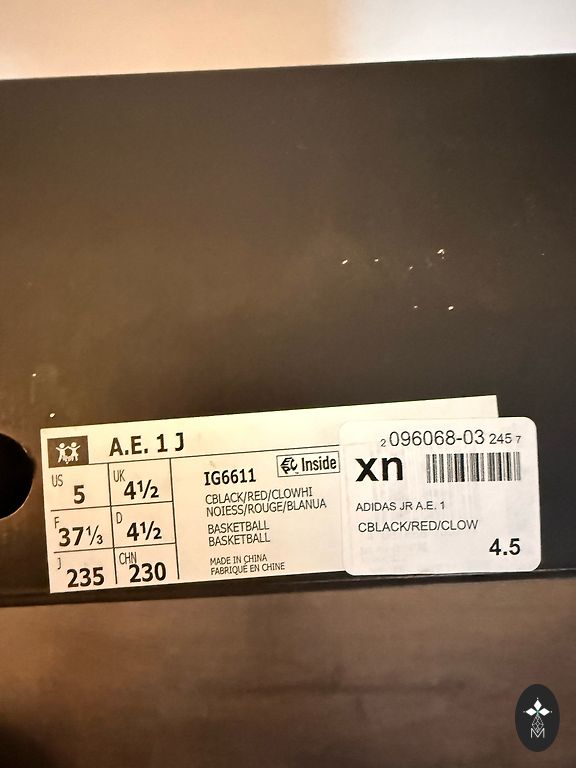 A.E. 1 J
US 5
UK 4½
F 37⅓
D 4½
J 235
CHN 230
IG6611
Inside
CBLACK/RED/CLOWHI
NOIESS/ROUGE/BLANUA
BASKETBALL
BASKETBALL
MADE IN CHINA
FABRIQUE EN CHINE
2 096068-03 245 7
xn
ADIDAS JR A.E. 1
CBLACK/RED/CLOW
4.5
M